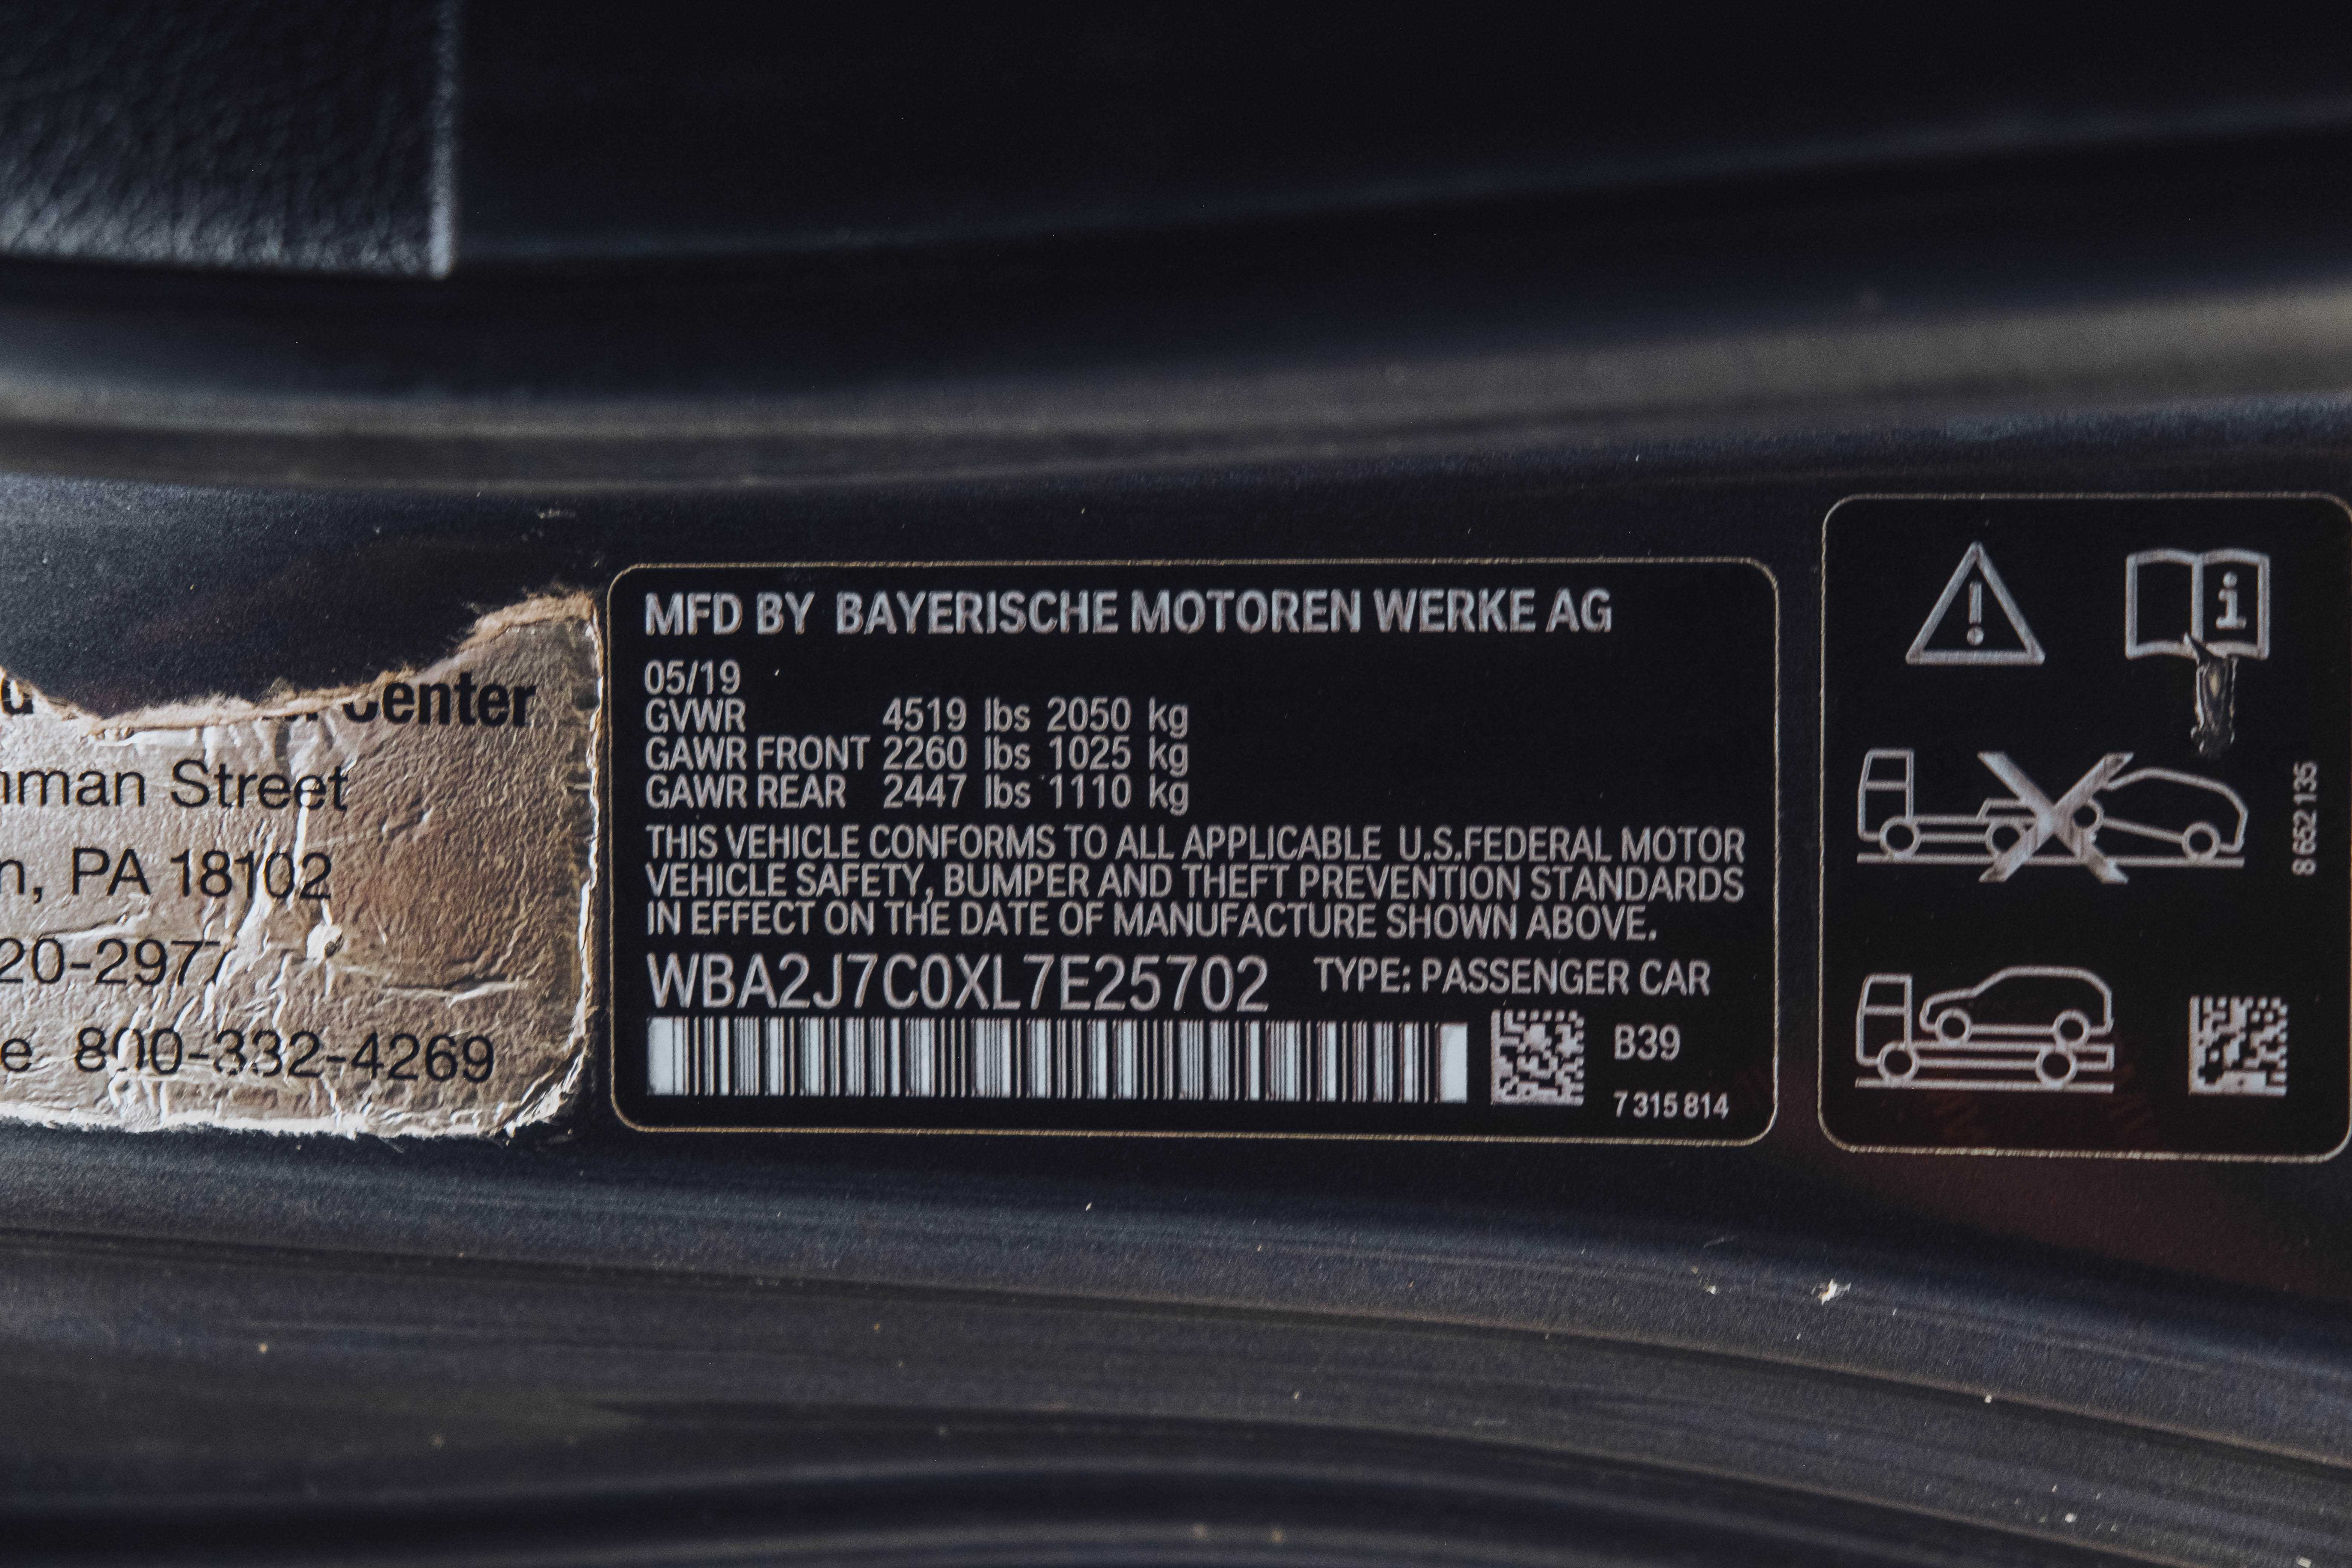 enter
Street
PA 18102
20-2977
800-332-4269
MFD BY BAYERISCHE MOTOREN WERKE AG
05/19
GVWR 4519 lbs 2050 kg
GAWR FRONT 2260 lbs 1025 kg
GAWR REAR 2447 lbs 1110 kg
THIS VEHICLE CONFORMS TO ALL APPLICABLE U.S.FEDERAL MOTOR
VEHICLE SAFETY, BUMPER AND THEFT PREVENTION STANDARDS
IN EFFECT ON THE DATE OF MANUFACTURE SHOWN ABOVE.
WBA2J7C0XL7E25702 TYPE: PASSENGER CAR
B39
7 315 814
8 652 135